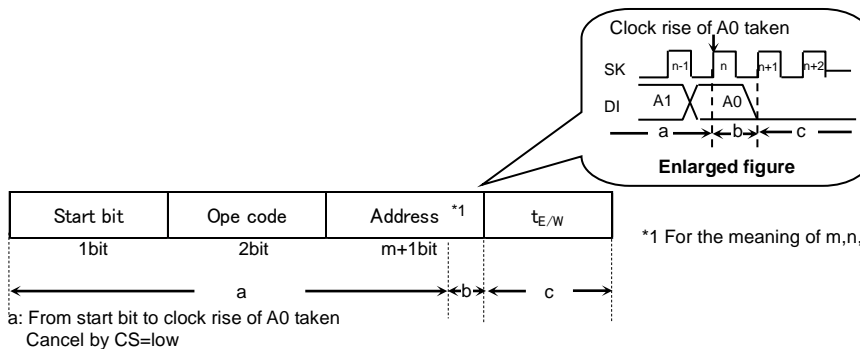 Clock rise of A0 taken
SK n-1 n n+1 n+2
DI A1 A0
a b c
Enlarged figure
Start bit Ope code Address *1 tE/W
1bit 2bit m+1bit
*1 For the meaning of m,n,
a b c
a: From start bit to clock rise of A0 taken
Cancel by CS=low